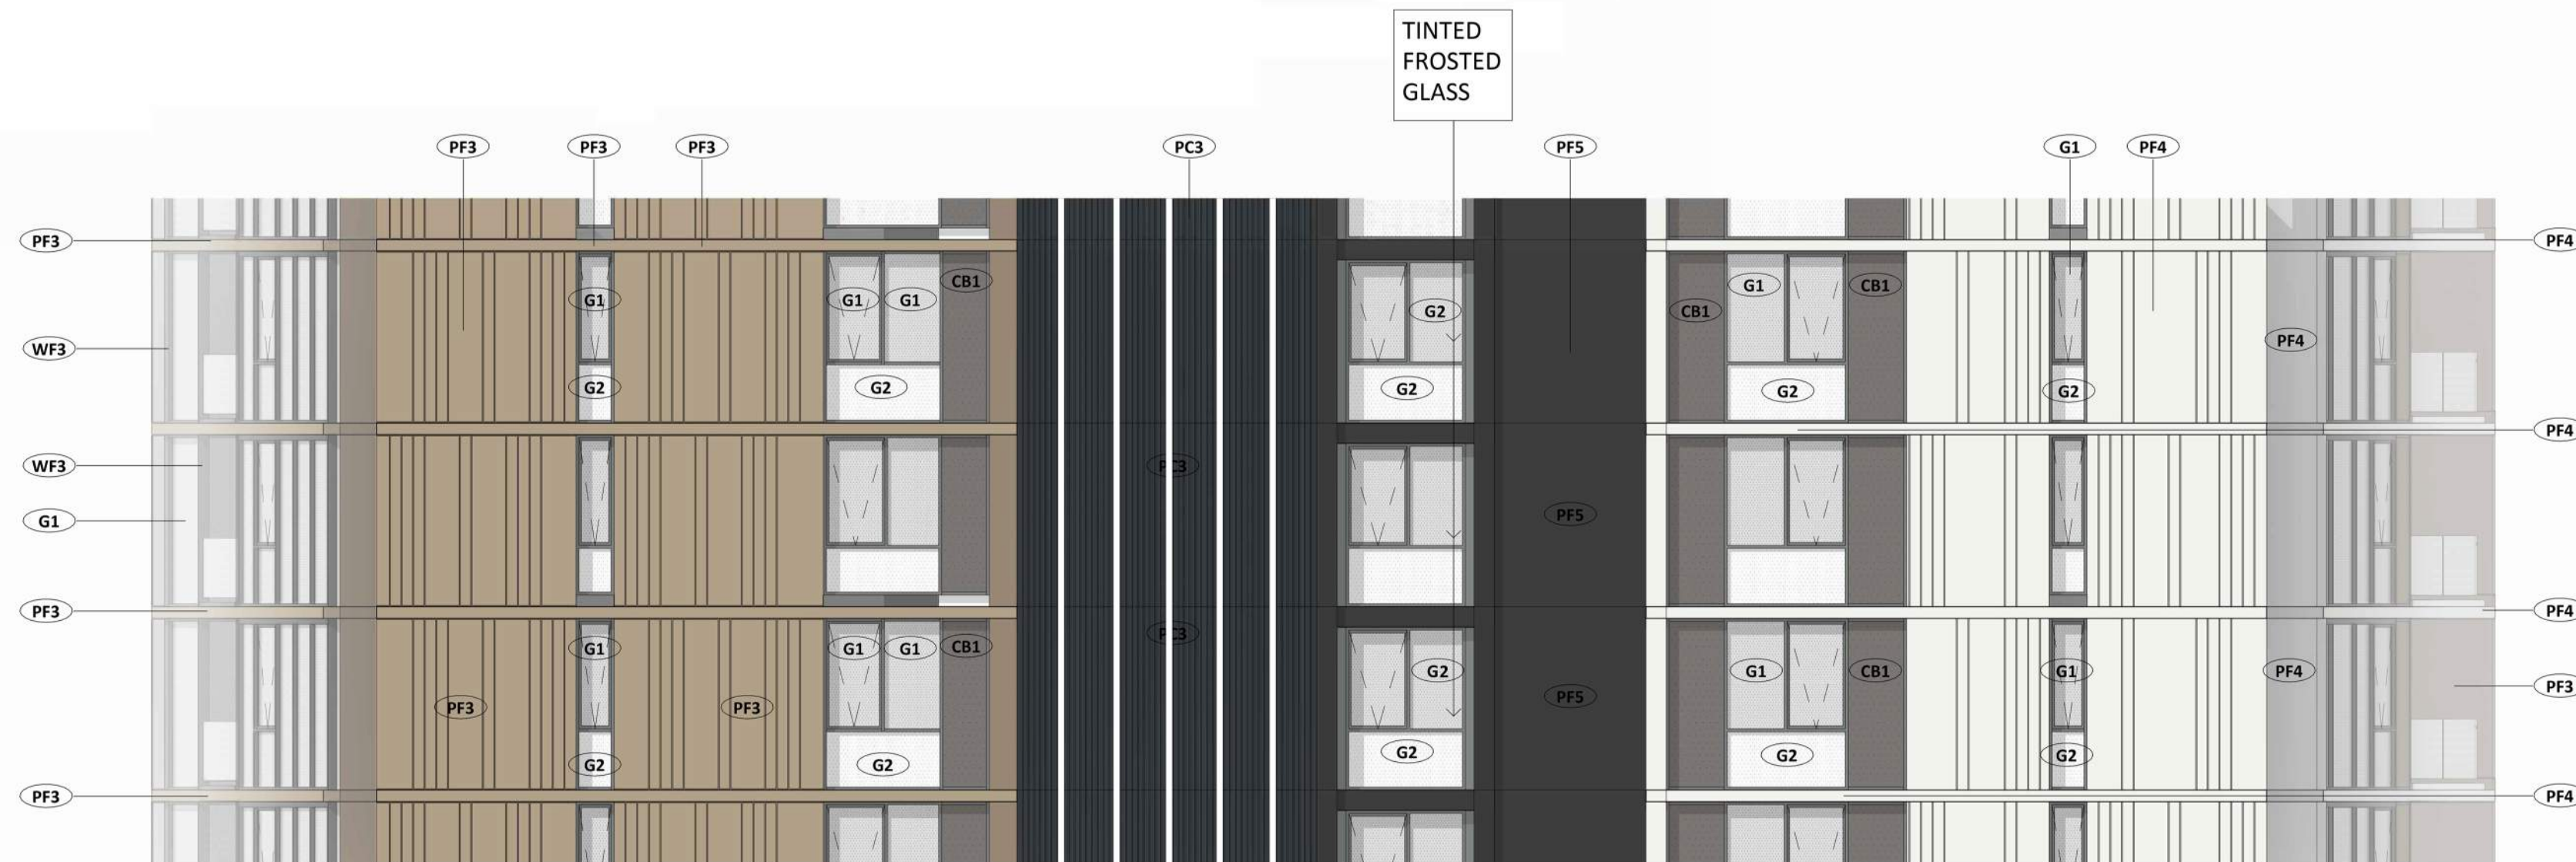 TINTED
FROSTED
GLASS
PF3 PF3 PF3 PC3 PF5 G1 PF4
PF3 PF4
CB1
G1 G1 G1 G1 CB1
G2 CB1
WF3 PF4
G2 G2 G2 G2 G2
PF4
WF3 PC3
G1 PF5
PF3 PF4
PC3
G1 G1 G1 CB1
G2 G1 CB1 G1 PF4
PF3 PF5
PF3 PF3
G2 G2 G2
G2 G2
PF3 PF4